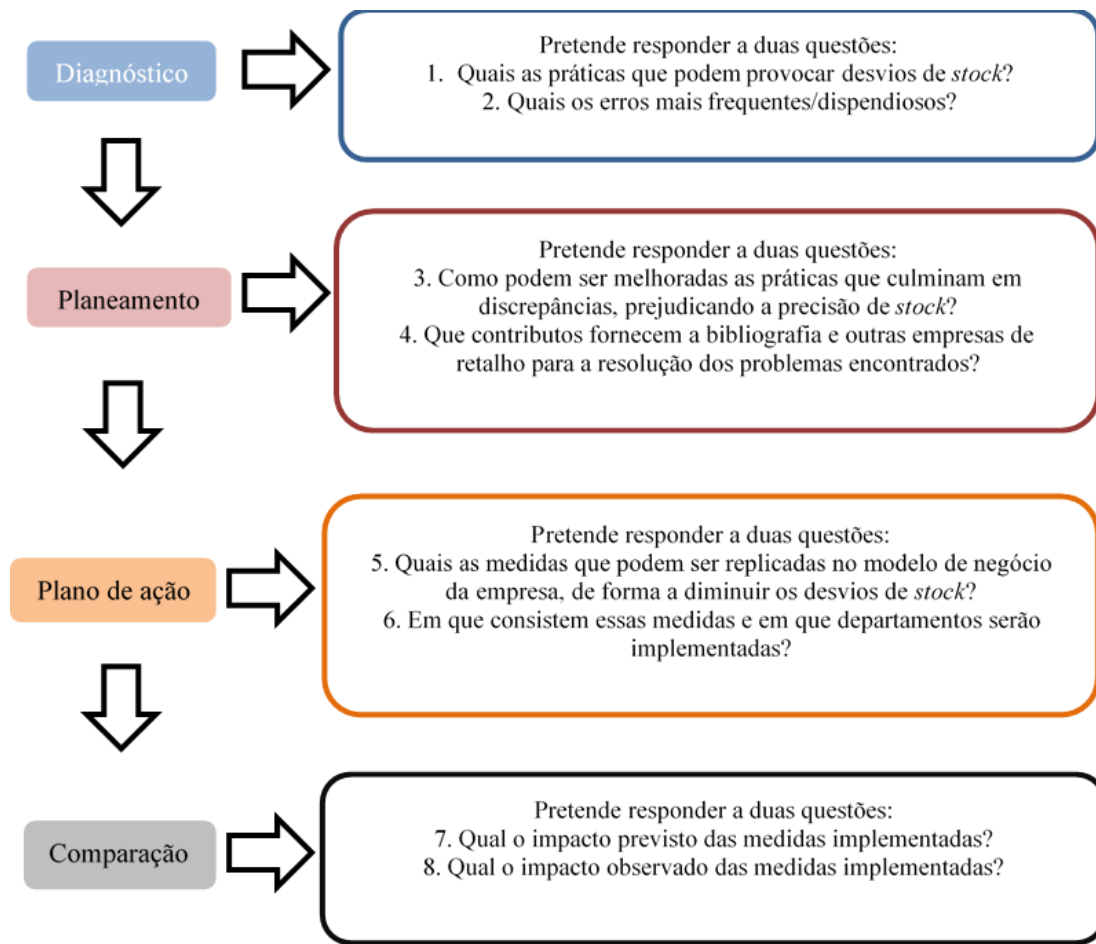 Diagnóstico
Pretende responder a duas questões:
1. Quais as práticas que podem provocar desvios de stock?
2. Quais os erros mais frequentes/dispendiosos?
Planeamento
Pretende responder a duas questões:
3. Como podem ser melhoradas as práticas que culminam em
discrepâncias, prejudicando a precisão de stock?
4. Que contributos fornecem a bibliografia e outras empresas de
retalho para a resolução dos problemas encontrados?
Plano de ação
Pretende responder a duas questões:
5. Quais as medidas que podem ser replicadas no modelo de negócio
da empresa, de forma a diminuir os desvios de stock?
6. Em que consistem essas medidas e em que departamentos serão
implementadas?
Comparação
Pretende responder a duas questões:
7. Qual o impacto previsto das medidas implementadas?
8. Qual o impacto observado das medidas implementadas?